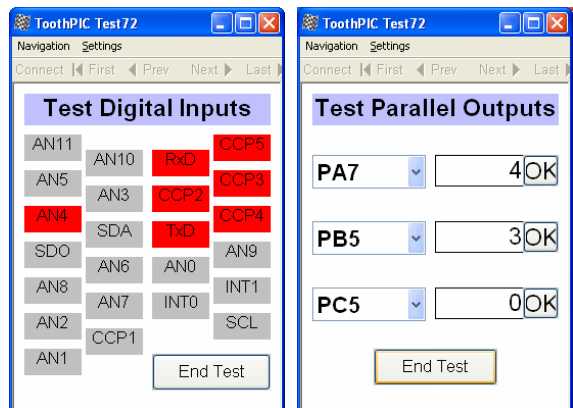 ToothPIC Test72
Navigation Settings
Connect First Prev Next Last
Test Digital Inputs
AN11 CCP5
AN10 RxD
AN5 CCP3
AN3 CCP2
AN4 CCP4
SDA TxD
SDO AN9
AN6 AN0
AN8 INT1
AN7 INT0
AN2 SCL
CCP1
AN1
End Test
ToothPIC Test72
Navigation Settings
Connect First Prev Next Last
Test Parallel Outputs
PA7 4 OK
PB5 3 OK
PC5 0 OK
End Test